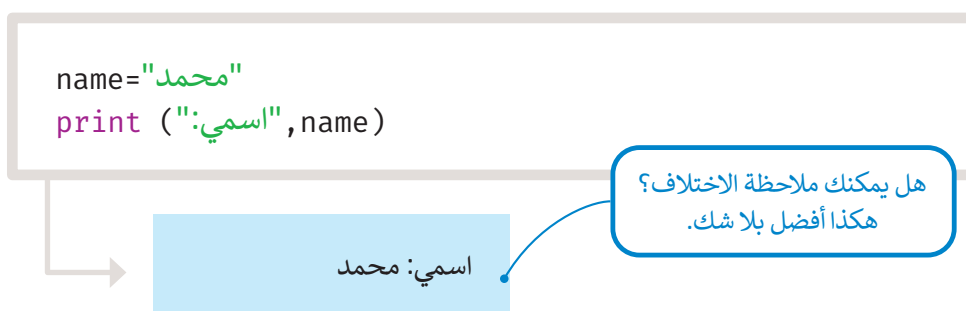 name="محمد"
print ("اسمي:",name)
هل يمكنك ملاحظة الاختلاف؟
هكذا أفضل بلا شك.
اسمي: محمد